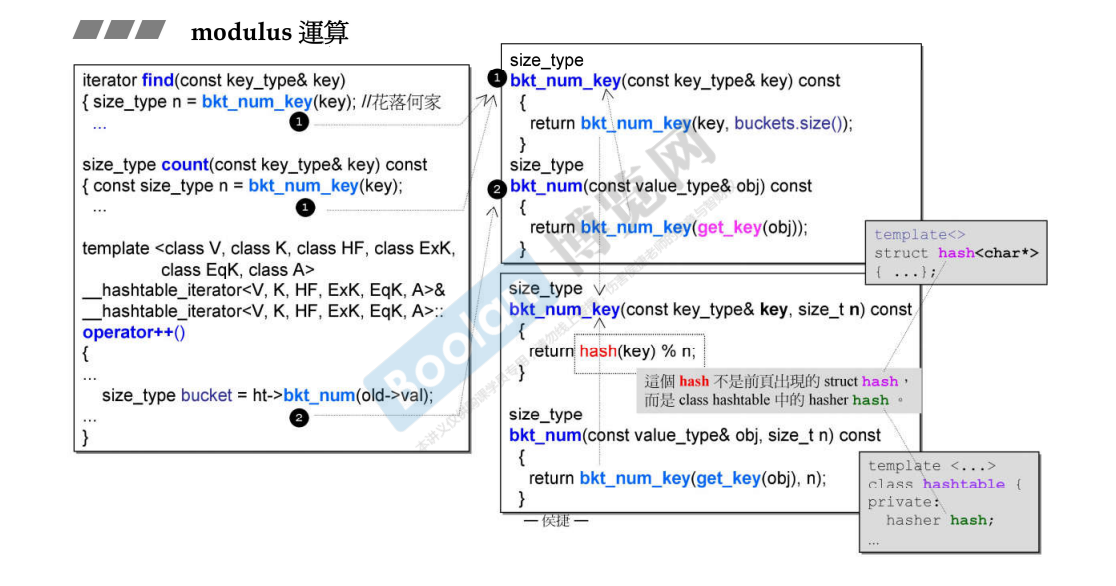 modulus 運算
iterator find(const key_type& key)
{ size_type n = bkt_num_key(key); //花落何家
1
...
size_type count(const key_type& key) const
{ const size_type n = bkt_num_key(key);
1
...
template <class V, class K, class HF, class ExK,
class EqK, class A>
__hashtable_iterator<V, K, HF, ExK, EqK, A>&
__hashtable_iterator<V, K, HF, ExK, EqK, A>::
operator++()
{
...
size_type bucket = ht->bkt_num(old->val);
2
...
}
size_type
1
bkt_num_key(const key_type& key) const
{
return bkt_num_key(key, buckets.size());
}
size_type
2
bkt_num(const value_type& obj) const
{
return bkt_num_key(get_key(obj));
}
size_type
bkt_num_key(const key_type& key, size_t n) const
{
return hash(key) % n;
}
size_type
bkt_num(const value_type& obj, size_t n) const
{
return bkt_num_key(get_key(obj), n);
}
template<>
struct hash<char*>
{ ...};
這個 hash 不是前頁出現的 struct hash，
而是 class hashtable 中的 hasher hash 。
template <...>
class hashtable {
private:
hasher hash;
...
— 侯捷 —
Boolan 博览网